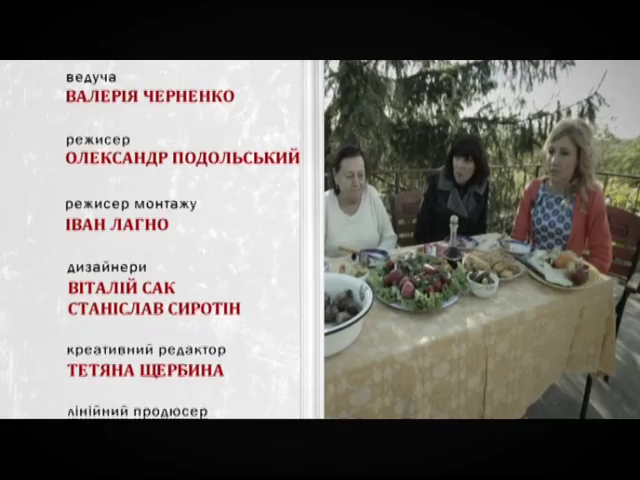 ведуча
ВАЛЕРІЯ ЧЕРНЕНКО
режисер
ОЛЕКСАНДР ПОДОЛЬСЬКИЙ
режисер монтажу
ІВАН ЛАГНО
дизайнери
ВІТАЛІЙ САК
СТАНІСЛАВ СИРОТІН
креативний редактор
ТЕТЯНА ЩЕРБИНА
лінійний продюсер